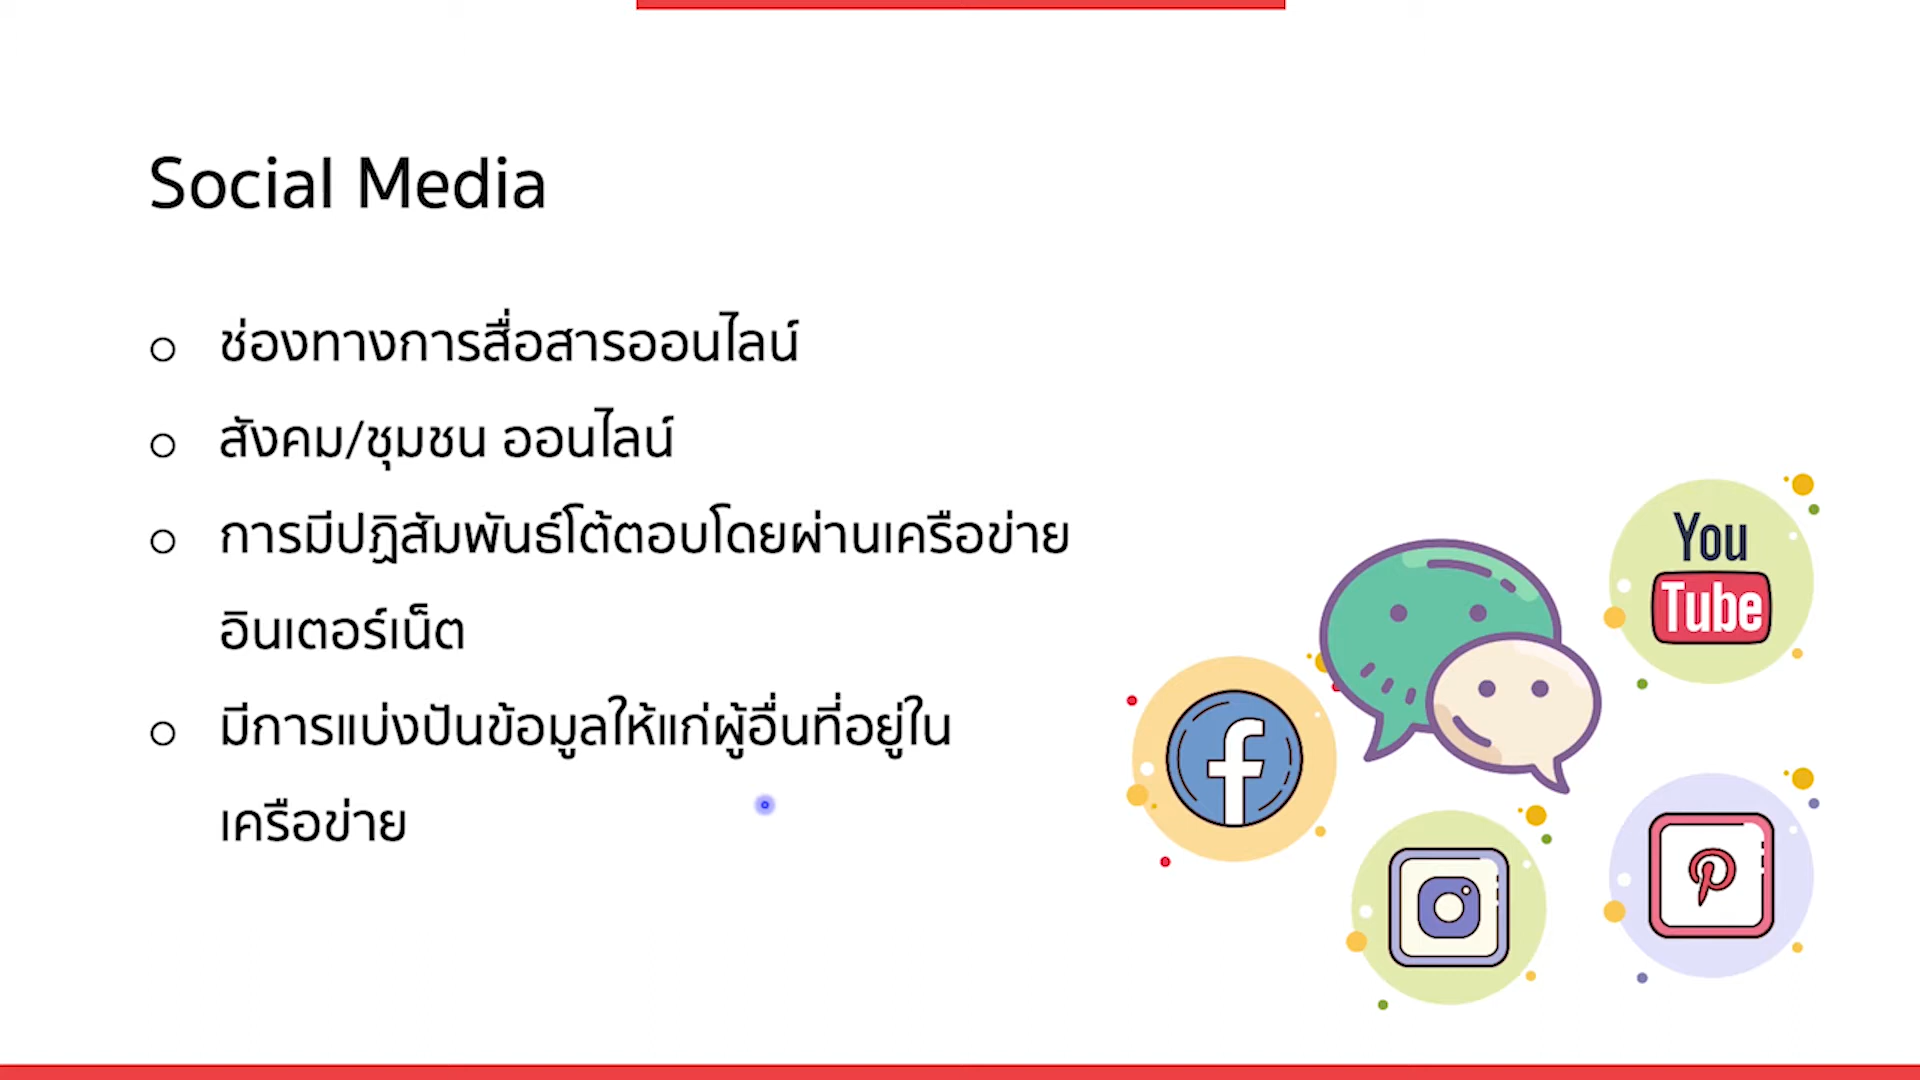 Social Media
ช่องทางการสื่อสารออนไลน์
สังคม/ชุมชน ออนไลน์
การมีปฏิสัมพันธ์โต้ตอบโดยผ่านเครือข่าย
อินเตอร์เน็ต
มีการแบ่งปันข้อมูลให้แก่ผู้อื่นที่อยู่ใน
เครือข่าย
You
Tube